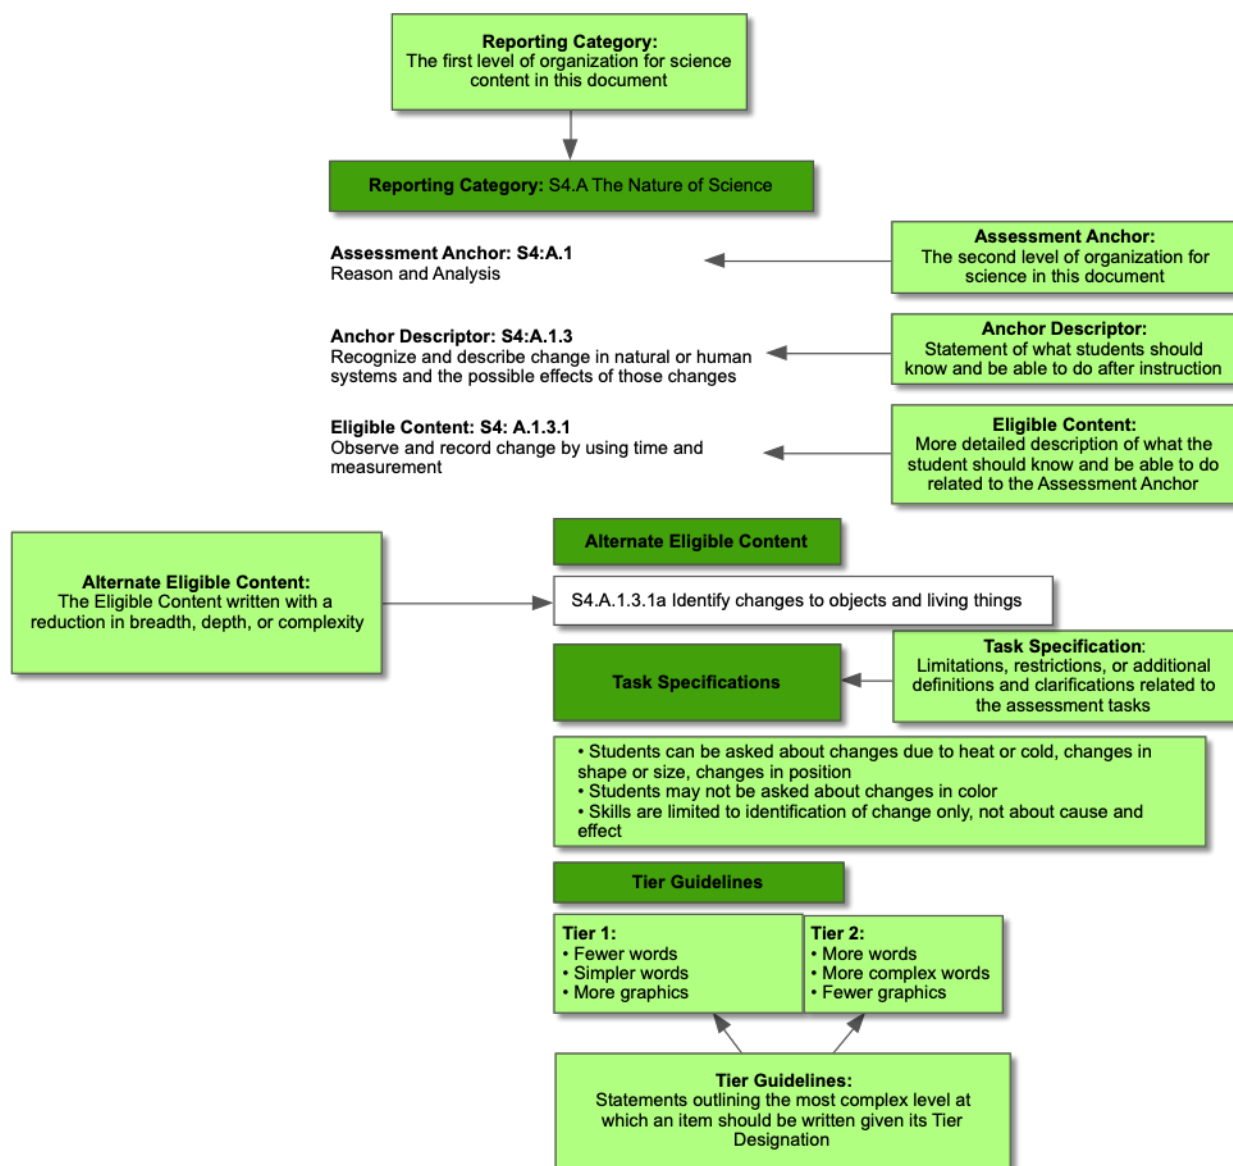 Reporting Category:
The first level of organization for science
content in this document
Reporting Category: S4.A The Nature of Science
Assessment Anchor: S4:A.1
Reason and Analysis
Assessment Anchor:
The second level of organization for
science in this document
Anchor Descriptor: S4:A.1.3
Recognize and describe change in natural or human
systems and the possible effects of those changes
Anchor Descriptor:
Statement of what students should
know and be able to do after instruction
Eligible Content: S4: A.1.3.1
Observe and record change by using time and
measurement
Eligible Content:
More detailed description of what the
student should know and be able to do
related to the Assessment Anchor
Alternate Eligible Content:
The Eligible Content written with a
reduction in breadth, depth, or complexity
Alternate Eligible Content
S4.A.1.3.1a Identify changes to objects and living things
Task Specifications
Task Specification:
Limitations, restrictions, or additional
definitions and clarifications related to
the assessment tasks
• Students can be asked about changes due to heat or cold, changes in
shape or size, changes in position
• Students may not be asked about changes in color
• Skills are limited to identification of change only, not about cause and
effect
Tier Guidelines
Tier 1:
• Fewer words
• Simpler words
• More graphics
Tier 2:
• More words
• More complex words
• Fewer graphics
Tier Guidelines:
Statements outlining the most complex level at
which an item should be written given its Tier
Designation